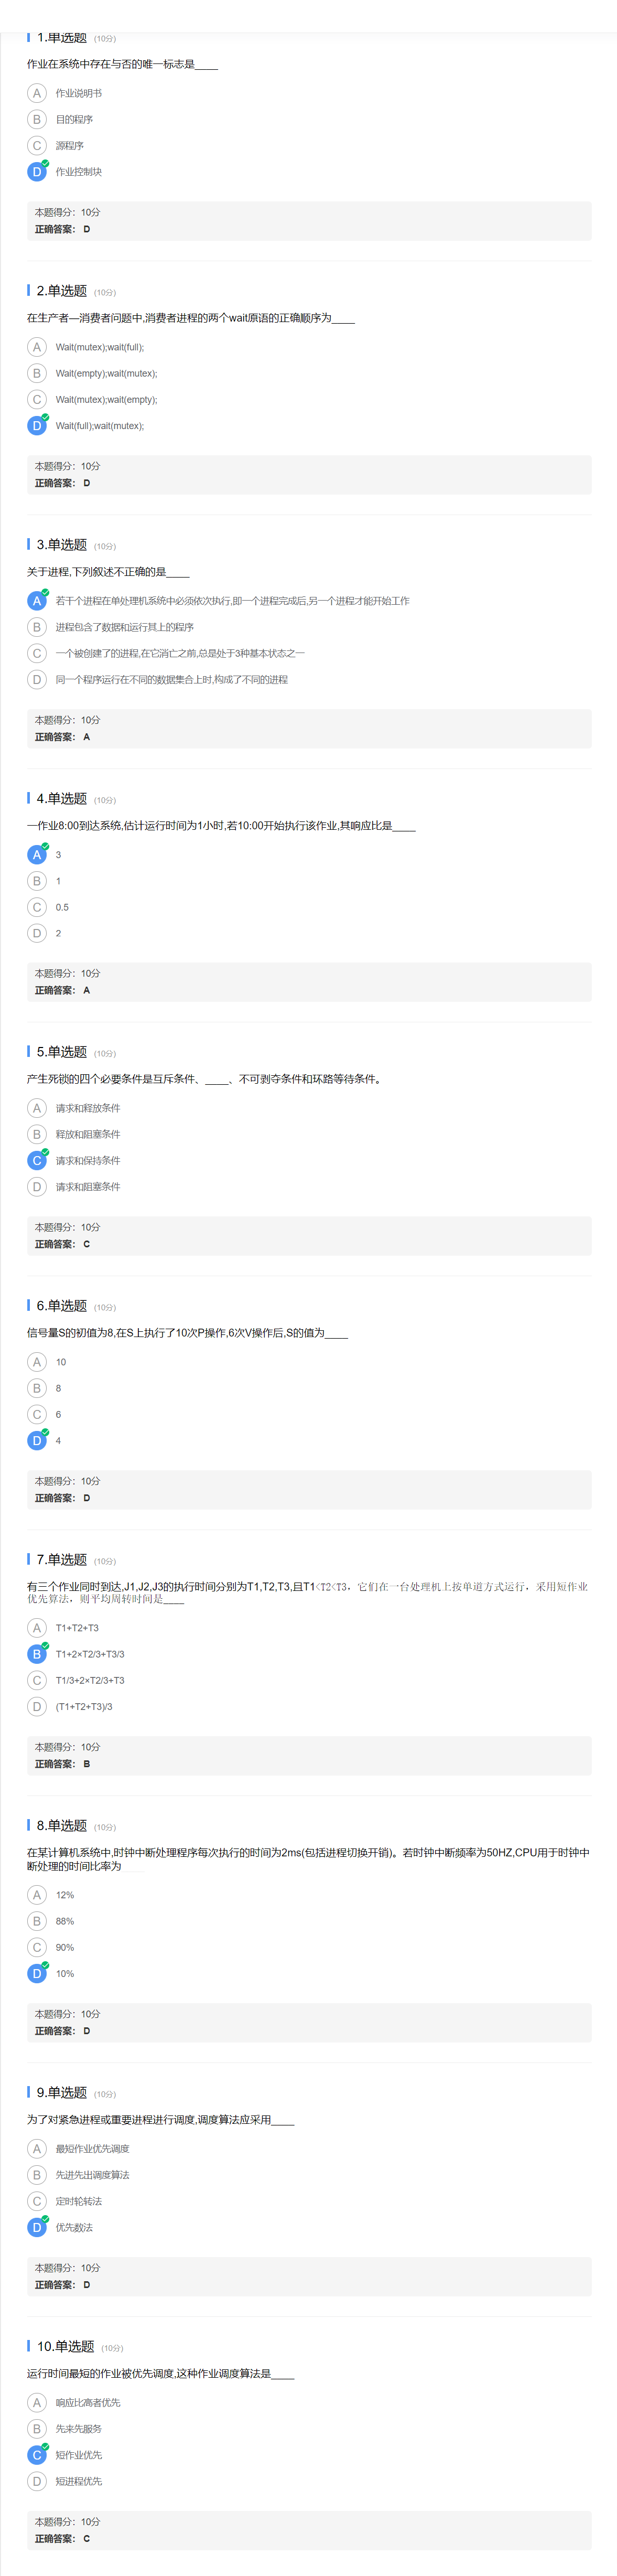 1.单选题 (10分)
作业在系统中存在与否的唯一标志是____
A 作业说明书
B 目的程序
C 源程序
D 作业控制块
本题得分：10分
正确答案： D
2.单选题 (10分)
在生产者—消费者问题中,消费者进程的两个wait原语的正确顺序为____
A Wait(mutex);wait(full);
B Wait(empty);wait(mutex);
C Wait(mutex);wait(empty);
D Wait(full);wait(mutex);
本题得分：10分
正确答案： D
3.单选题 (10分)
关于进程,下列叙述不正确的是____
A 若干个进程在单处理机系统中必须依次执行,即一个进程完成后,另一个进程才能开始工作
B 进程包含了数据和运行其上的程序
C 一个被创建了的进程,在它消亡之前,总是处于3种基本状态之一
D 同一个程序运行在不同的数据集合上时,构成了不同的进程
本题得分：10分
正确答案： A
4.单选题 (10分)
一作业8:00到达系统,估计运行时间为1小时,若10:00开始执行该作业,其响应比是____
A 3
B 1
C 0.5
D 2
本题得分：10分
正确答案： A
5.单选题 (10分)
产生死锁的四个必要条件是互斥条件、____、不可剥夺条件和环路等待条件。
A 请求和释放条件
B 释放和阻塞条件
C 请求和保持条件
D 请求和阻塞条件
本题得分：10分
正确答案： C
6.单选题 (10分)
信号量S的初值为8,在S上执行了10次P操作,6次V操作后,S的值为____
A 10
B 8
C 6
D 4
本题得分：10分
正确答案： D
7.单选题 (10分)
有三个作业同时到达,J1,J2,J3的执行时间分别为T1,T2,T3,且T1<T2<T3，它们在一台处理机上按单道方式运行，采用短作业
优先算法，则平均周转时间是____
A T1+T2+T3
B T1+2×T2/3+T3/3
C T1/3+2×T2/3+T3
D (T1+T2+T3)/3
本题得分：10分
正确答案： B
8.单选题 (10分)
在某计算机系统中,时钟中断处理程序每次执行的时间为2ms(包括进程切换开销)。若时钟中断频率为50HZ,CPU用于时钟中
断处理的时间比率为
A 12%
B 88%
C 90%
D 10%
本题得分：10分
正确答案： D
9.单选题 (10分)
为了对紧急进程或重要进程进行调度,调度算法应采用____
A 最短作业优先调度
B 先进先出调度算法
C 定时轮转法
D 优先数法
本题得分：10分
正确答案： D
10.单选题 (10分)
运行时间最短的作业被优先调度,这种作业调度算法是____
A 响应比高者优先
B 先来先服务
C 短作业优先
D 短进程优先
本题得分：10分
正确答案： C